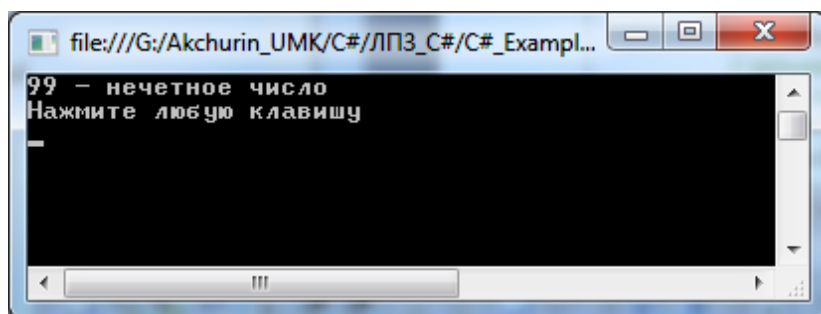 file:///G:/Akchurin_UMK/C#/ЛПЗ_C#/C#_Exampl...
99 – нечетное число
Нажмите любую клавишу